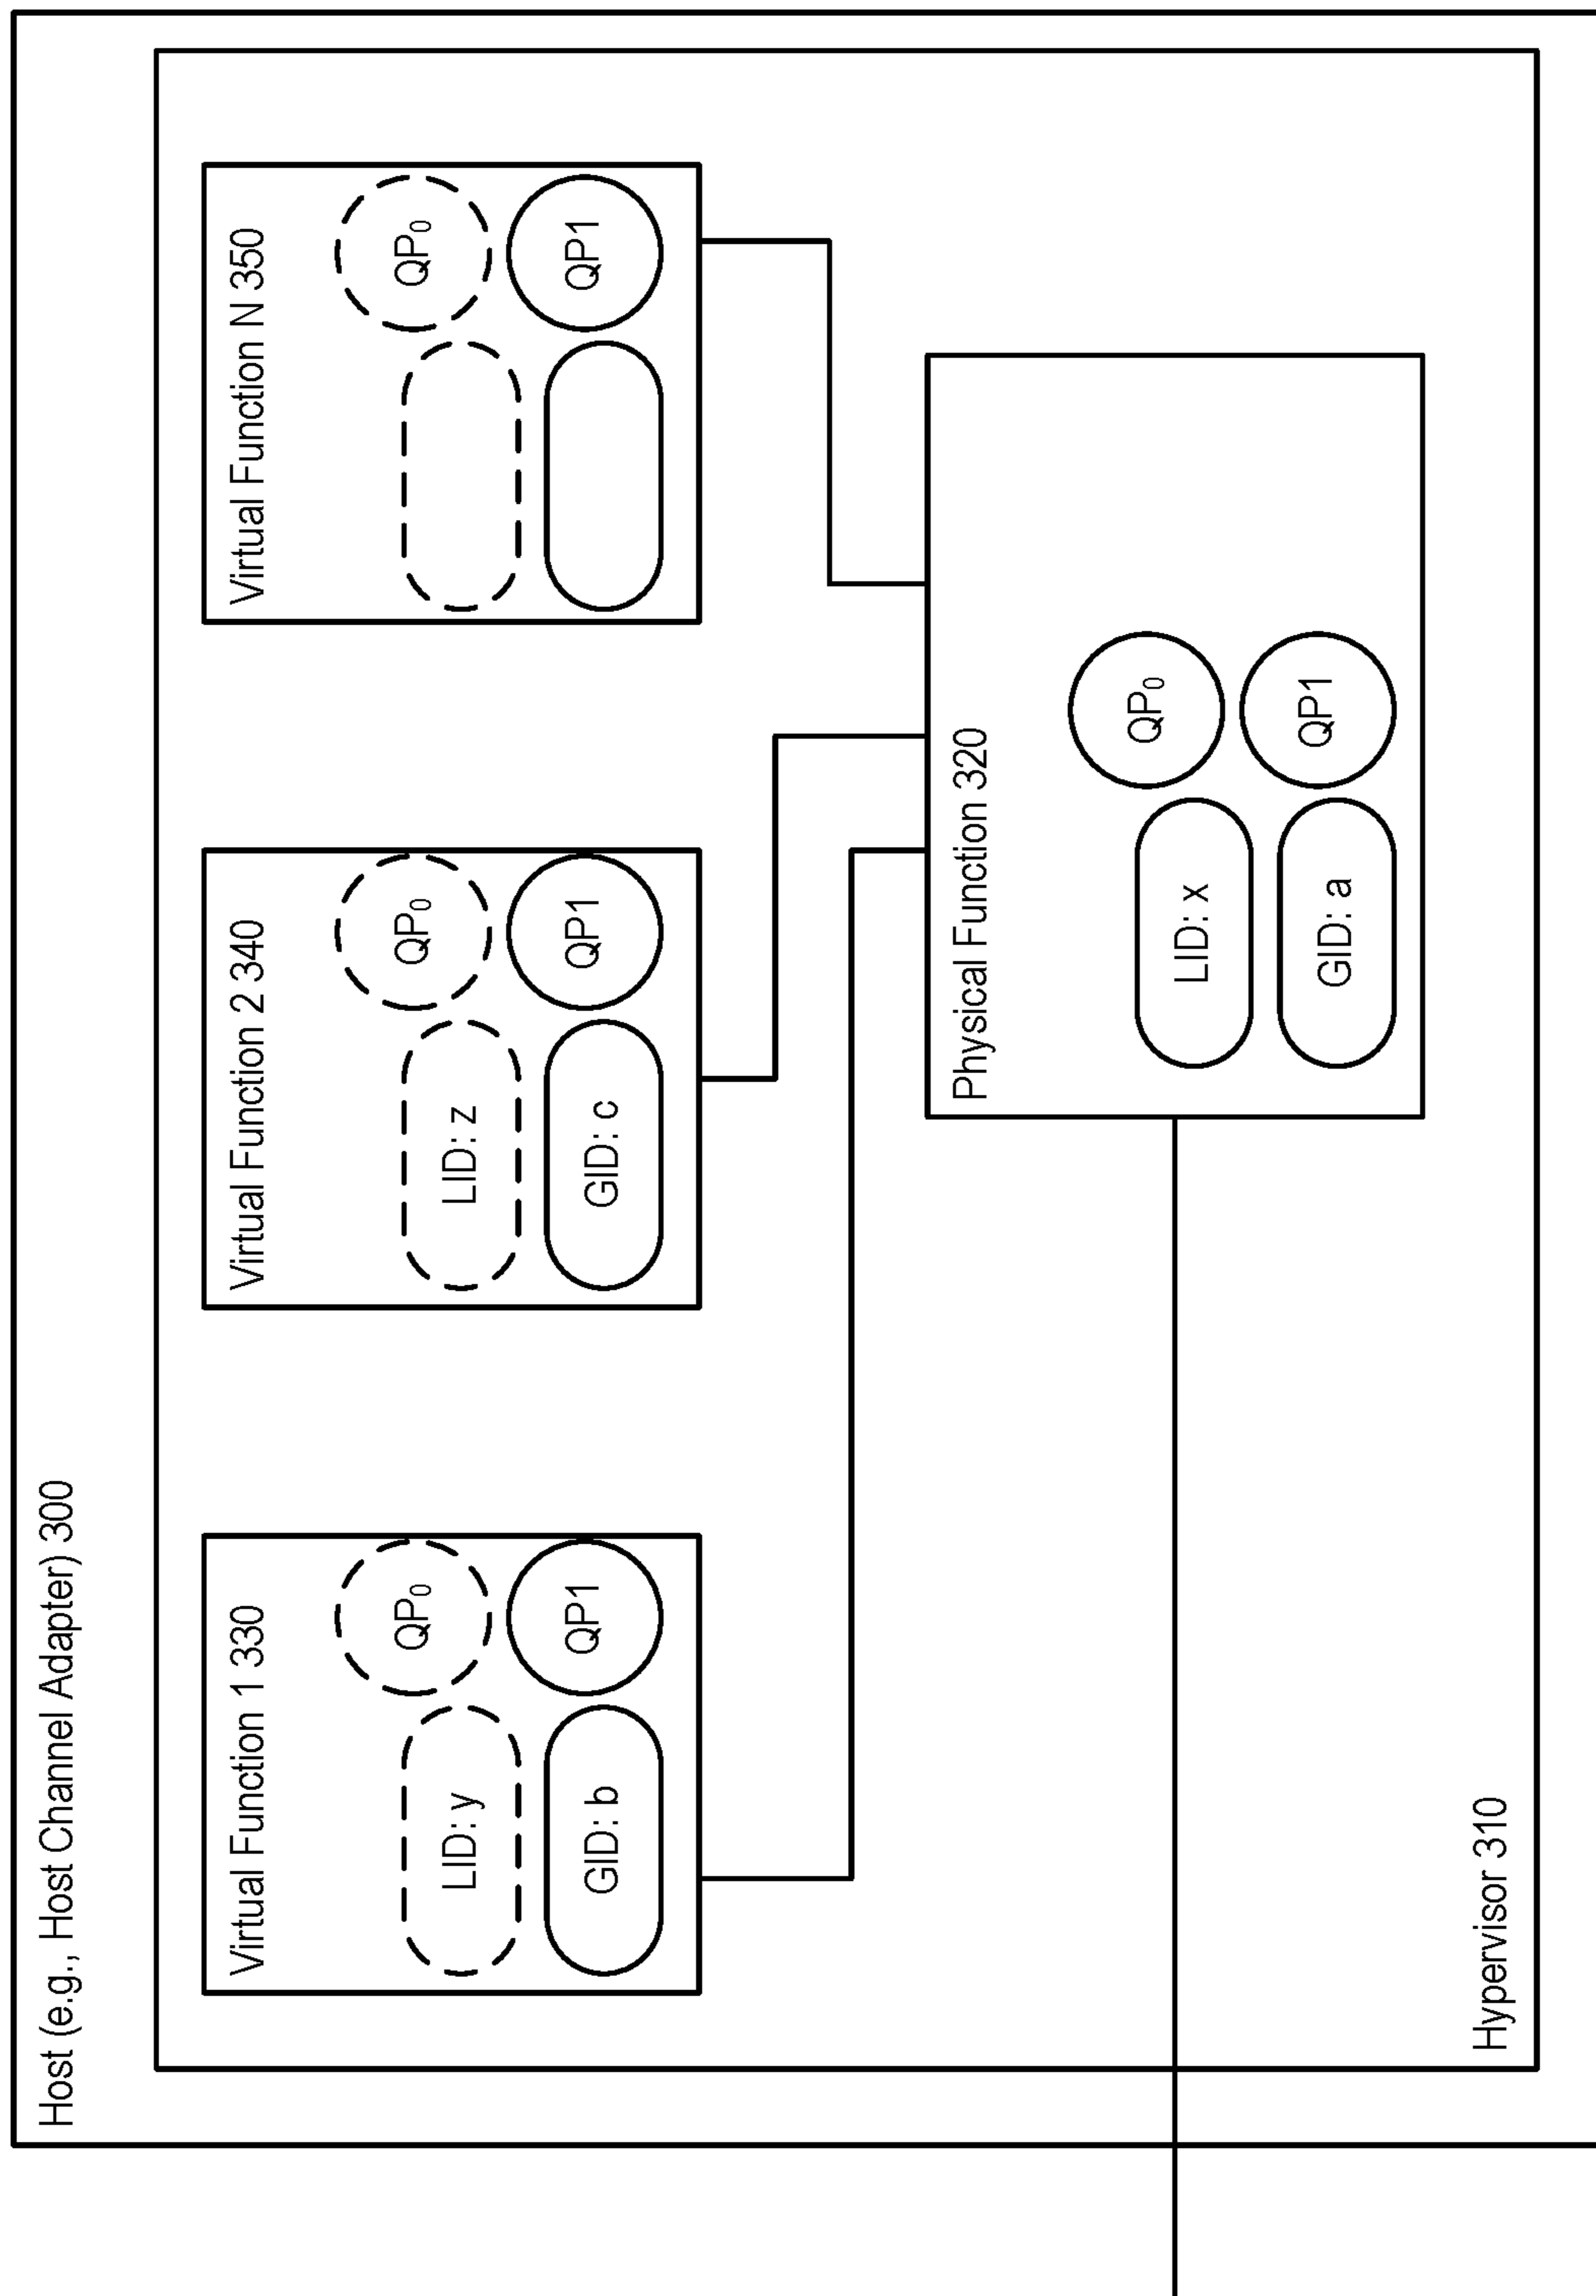 Host (e.g., Host Channel Adapter) 300
Virtual Function 1 330
QP₀
LID: y
QP1
GID: b
Virtual Function 2 340
QP₀
LID: z
QP1
GID: c
Virtual Function N 350
QP₀
QP1
Physical Function 320
QP₀
LID: x
QP1
GID: a
Hypervisor 310